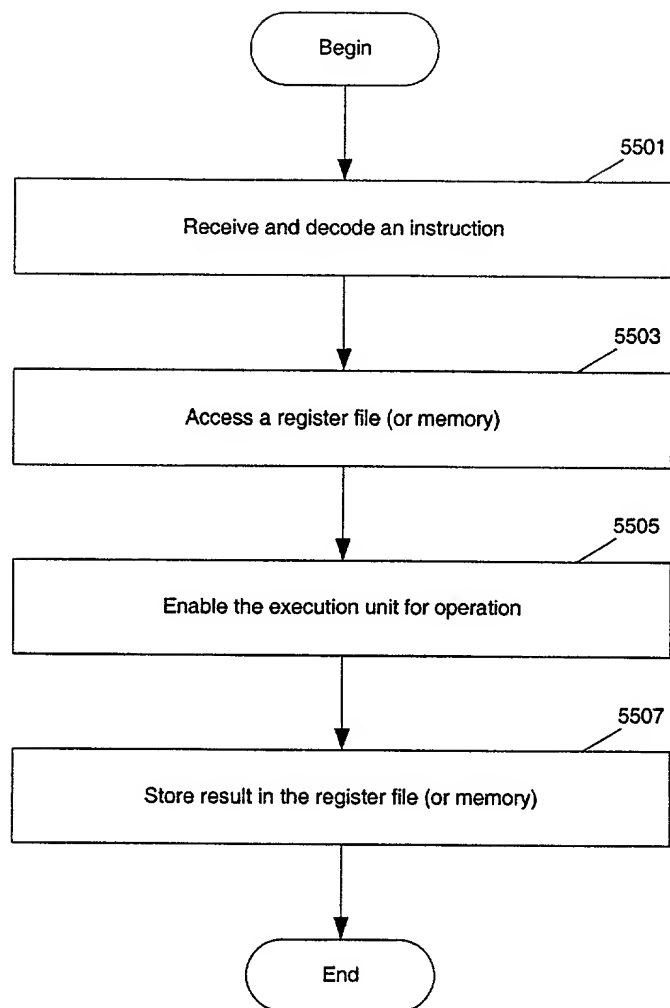 Begin
5501
Receive and decode an instruction
5503
Access a register file (or memory)
5505
Enable the execution unit for operation
5507
Store result in the register file (or memory)
End